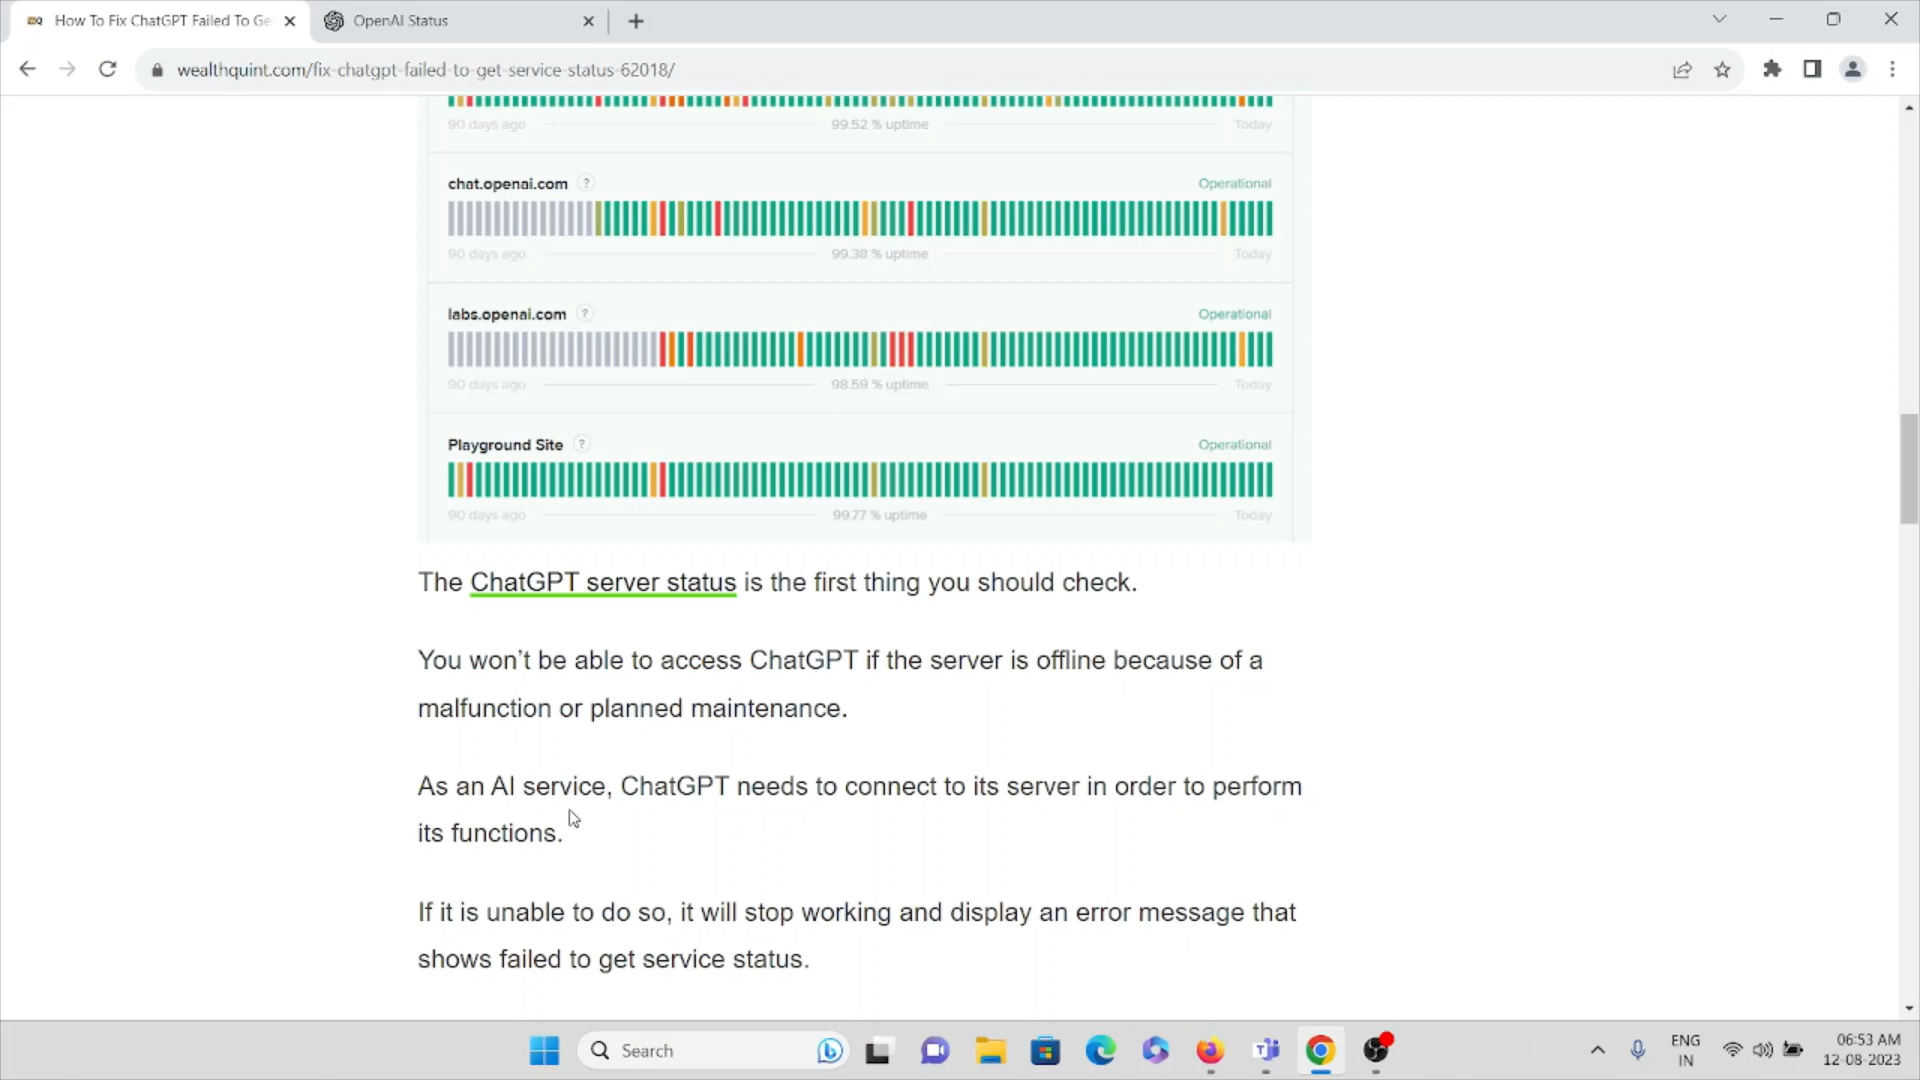 How To Fix ChatGPT Failed To Ge
OpenAI Status
wealthquint.com/fix-chatgpt-failed-to-get-service-status-62018/
90 days ago 99.52 % uptime Today
chat.openai.com ? Operational
90 days ago 99.38 % uptime Today
labs.openai.com ? Operational
90 days ago 98.59 % uptime Today
Playground Site ? Operational
90 days ago 99.77 % uptime Today
The ChatGPT server status is the first thing you should check.
You won’t be able to access ChatGPT if the server is offline because of a
malfunction or planned maintenance.
As an AI service, ChatGPT needs to connect to its server in order to perform
its functions.
If it is unable to do so, it will stop working and display an error message that
shows failed to get service status.
Search
ENG
IN
06:53 AM
12-08-2023